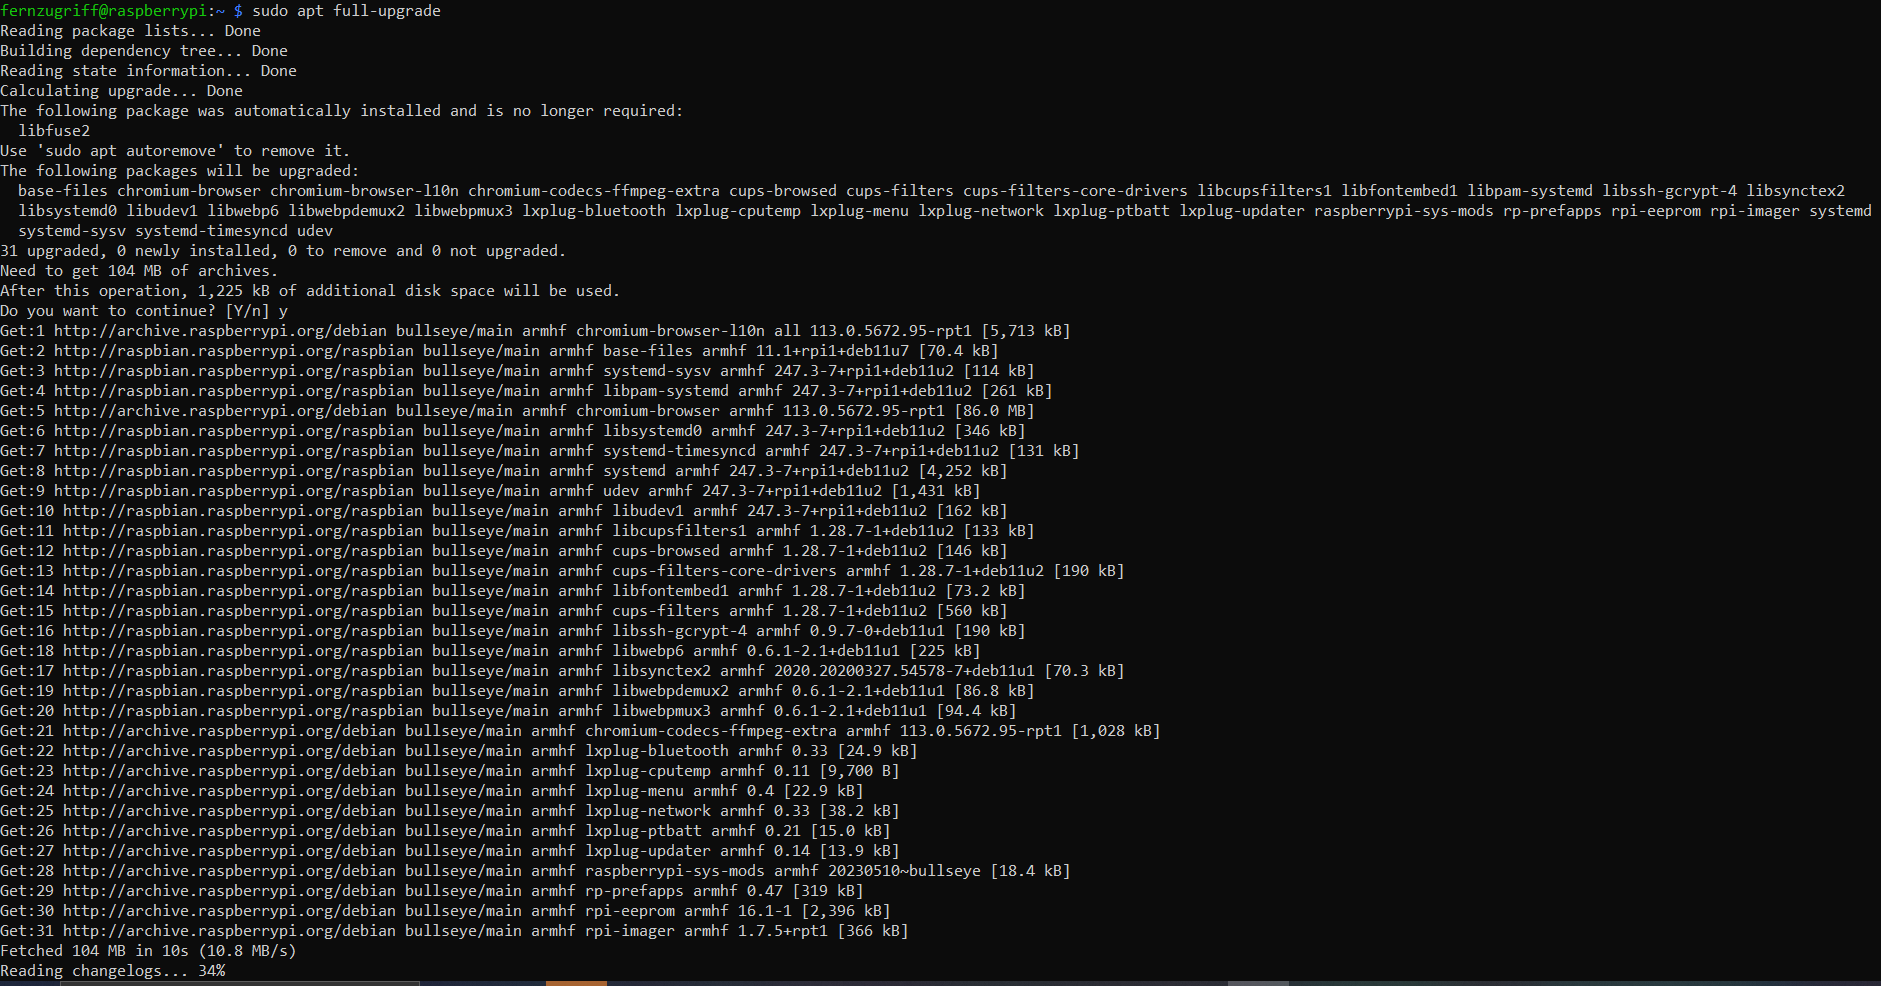 fernzugriff@raspberrypi:~ $ sudo apt full-upgrade
Reading package lists... Done
Building dependency tree... Done
Reading state information... Done
Calculating upgrade... Done
The following package was automatically installed and is no longer required:
  libfuse2
Use 'sudo apt autoremove' to remove it.
The following packages will be upgraded:
  base-files chromium-browser chromium-browser-l10n chromium-codecs-ffmpeg-extra cups-browsed cups-filters cups-filters-core-drivers libcupsfilters1 libfontembed1 libpam-systemd libssh-gcrypt-4 libsynctex2
  libsystemd0 libudev1 libwebp6 libwebpdemux2 libwebpmux3 lxplug-bluetooth lxplug-cputemp lxplug-menu lxplug-network lxplug-ptbatt lxplug-updater raspberrypi-sys-mods rp-prefapps rpi-eeprom rpi-imager systemd
  systemd-sysv systemd-timesyncd udev
31 upgraded, 0 newly installed, 0 to remove and 0 not upgraded.
Need to get 104 MB of archives.
After this operation, 1,225 kB of additional disk space will be used.
Do you want to continue? [Y/n] y
Get:1 http://archive.raspberrypi.org/debian bullseye/main armhf chromium-browser-l10n all 113.0.5672.95-rpt1 [5,713 kB]
Get:2 http://raspbian.raspberrypi.org/raspbian bullseye/main armhf base-files armhf 11.1+rpi1+deb11u7 [70.4 kB]
Get:3 http://raspbian.raspberrypi.org/raspbian bullseye/main armhf systemd-sysv armhf 247.3-7+rpi1+deb11u2 [114 kB]
Get:4 http://raspbian.raspberrypi.org/raspbian bullseye/main armhf libpam-systemd armhf 247.3-7+rpi1+deb11u2 [261 kB]
Get:5 http://archive.raspberrypi.org/debian bullseye/main armhf chromium-browser armhf 113.0.5672.95-rpt1 [86.0 MB]
Get:6 http://raspbian.raspberrypi.org/raspbian bullseye/main armhf libsystemd0 armhf 247.3-7+rpi1+deb11u2 [346 kB]
Get:7 http://raspbian.raspberrypi.org/raspbian bullseye/main armhf systemd-timesyncd armhf 247.3-7+rpi1+deb11u2 [131 kB]
Get:8 http://raspbian.raspberrypi.org/raspbian bullseye/main armhf systemd armhf 247.3-7+rpi1+deb11u2 [4,252 kB]
Get:9 http://raspbian.raspberrypi.org/raspbian bullseye/main armhf udev armhf 247.3-7+rpi1+deb11u2 [1,431 kB]
Get:10 http://raspbian.raspberrypi.org/raspbian bullseye/main armhf libudev1 armhf 247.3-7+rpi1+deb11u2 [162 kB]
Get:11 http://raspbian.raspberrypi.org/raspbian bullseye/main armhf libcupsfilters1 armhf 1.28.7-1+deb11u2 [133 kB]
Get:12 http://raspbian.raspberrypi.org/raspbian bullseye/main armhf cups-browsed armhf 1.28.7-1+deb11u2 [146 kB]
Get:13 http://raspbian.raspberrypi.org/raspbian bullseye/main armhf cups-filters-core-drivers armhf 1.28.7-1+deb11u2 [190 kB]
Get:14 http://raspbian.raspberrypi.org/raspbian bullseye/main armhf libfontembed1 armhf 1.28.7-1+deb11u2 [73.2 kB]
Get:15 http://raspbian.raspberrypi.org/raspbian bullseye/main armhf cups-filters armhf 1.28.7-1+deb11u2 [560 kB]
Get:16 http://raspbian.raspberrypi.org/raspbian bullseye/main armhf libssh-gcrypt-4 armhf 0.9.7-0+deb11u1 [190 kB]
Get:18 http://raspbian.raspberrypi.org/raspbian bullseye/main armhf libwebp6 armhf 0.6.1-2.1+deb11u1 [225 kB]
Get:17 http://raspbian.raspberrypi.org/raspbian bullseye/main armhf libsynctex2 armhf 2020.20200327.54578-7+deb11u1 [70.3 kB]
Get:19 http://raspbian.raspberrypi.org/raspbian bullseye/main armhf libwebpdemux2 armhf 0.6.1-2.1+deb11u1 [86.8 kB]
Get:20 http://raspbian.raspberrypi.org/raspbian bullseye/main armhf libwebpmux3 armhf 0.6.1-2.1+deb11u1 [94.4 kB]
Get:21 http://archive.raspberrypi.org/debian bullseye/main armhf chromium-codecs-ffmpeg-extra armhf 113.0.5672.95-rpt1 [1,028 kB]
Get:22 http://archive.raspberrypi.org/debian bullseye/main armhf lxplug-bluetooth armhf 0.33 [24.9 kB]
Get:23 http://archive.raspberrypi.org/debian bullseye/main armhf lxplug-cputemp armhf 0.11 [9,700 B]
Get:24 http://archive.raspberrypi.org/debian bullseye/main armhf lxplug-menu armhf 0.4 [22.9 kB]
Get:25 http://archive.raspberrypi.org/debian bullseye/main armhf lxplug-network armhf 0.33 [38.2 kB]
Get:26 http://archive.raspberrypi.org/debian bullseye/main armhf lxplug-ptbatt armhf 0.21 [15.0 kB]
Get:27 http://archive.raspberrypi.org/debian bullseye/main armhf lxplug-updater armhf 0.14 [13.9 kB]
Get:28 http://archive.raspberrypi.org/debian bullseye/main armhf raspberrypi-sys-mods armhf 20230510~bullseye [18.4 kB]
Get:29 http://archive.raspberrypi.org/debian bullseye/main armhf rp-prefapps armhf 0.47 [319 kB]
Get:30 http://archive.raspberrypi.org/debian bullseye/main armhf rpi-eeprom armhf 16.1-1 [2,396 kB]
Get:31 http://archive.raspberrypi.org/debian bullseye/main armhf rpi-imager armhf 1.7.5+rpt1 [366 kB]
Fetched 104 MB in 10s (10.8 MB/s)
Reading changelogs... 34%